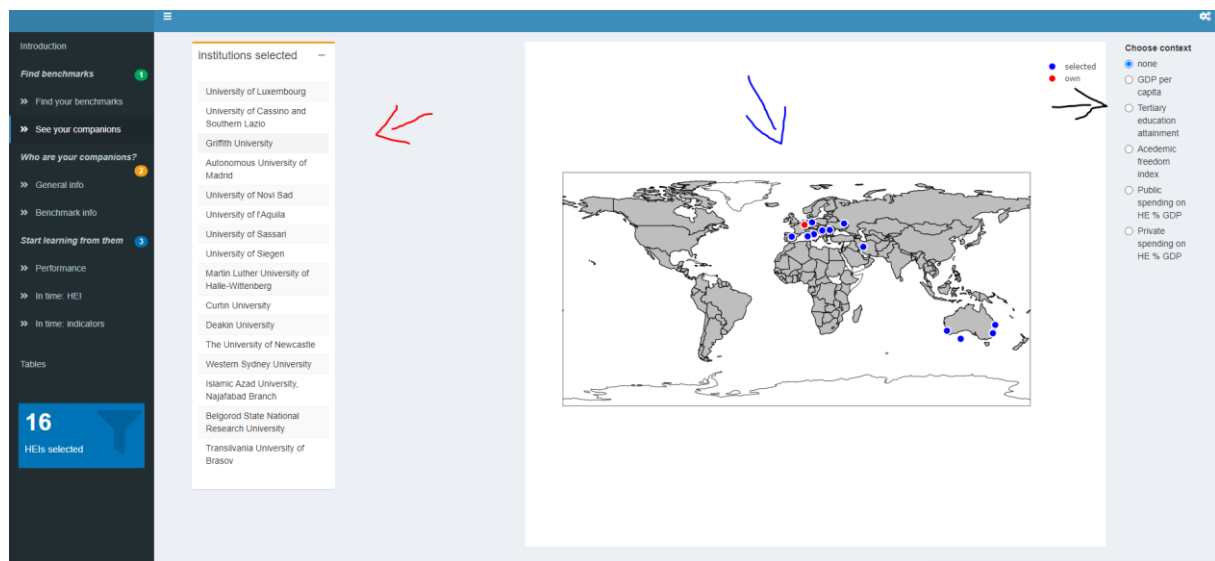 Introduction
Find benchmarks 1
Find your benchmarks
See your companions
Who are your companions?
2
General info
Benchmark info
Start learning from them 3
Performance
In time: HEI
In time: indicators
Tables
16
HEIs selected
institutions selected
University of Luxembourg
University of Cassino and
Southern Lazio
Griffith University
Autonomous University of
Madrid
University of Novi Sad
University of l'Aquila
University of Sassari
University of Siegen
Martin Luther University of
Halle-Wittenberg
Curtin University
Deakin University
The University of Newcastle
Western Sydney University
Islamic Azad University,
Najafabad Branch
Belgorod State National
Research University
Transilvania University of
Brasov
selected
own
Choose context
none
GDP per
capita
Tertiary
education
attainment
Acedemic
freedom
index
Public
spending on
HE % GDP
Private
spending on
HE % GDP